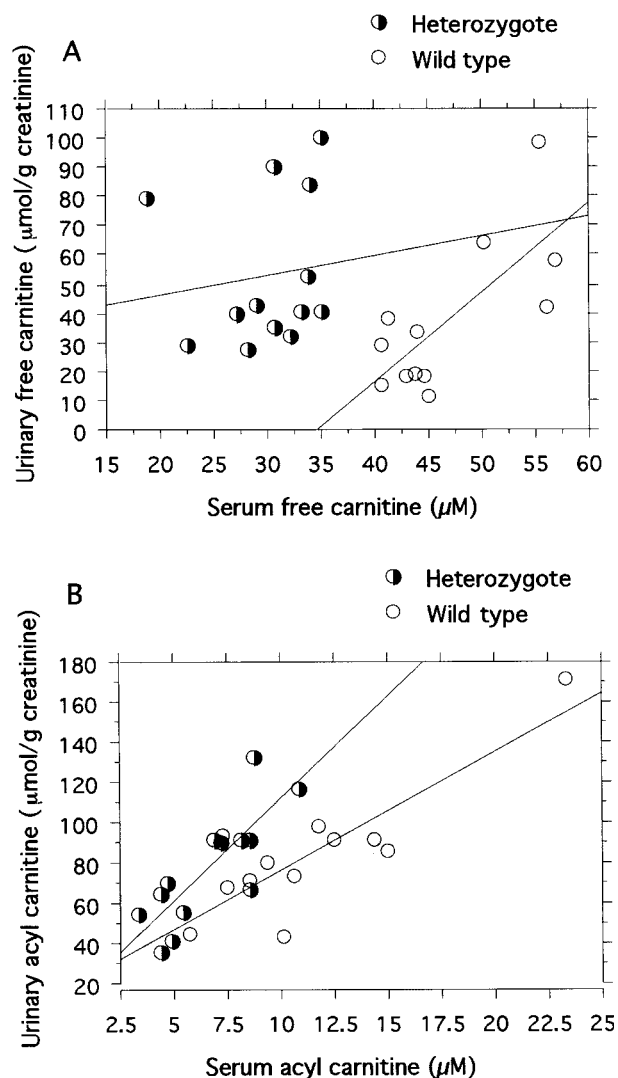 A
Heterozygote
Wild type
Urinary free carnitine ( μmol/g creatinine)
110
100
90
80
70
60
50
40
30
20
10
0
15 20 25 30 35 40 45 50 55 60
Serum free carnitine (μM)
B
Heterozygote
Wild type
Urinary acyl carnitine ( μmol/g creatinine)
180
160
140
120
100
80
60
40
20
2.5 5 7.5 10 12.5 15 17.5 20 22.5 25
Serum acyl carnitine (μM)